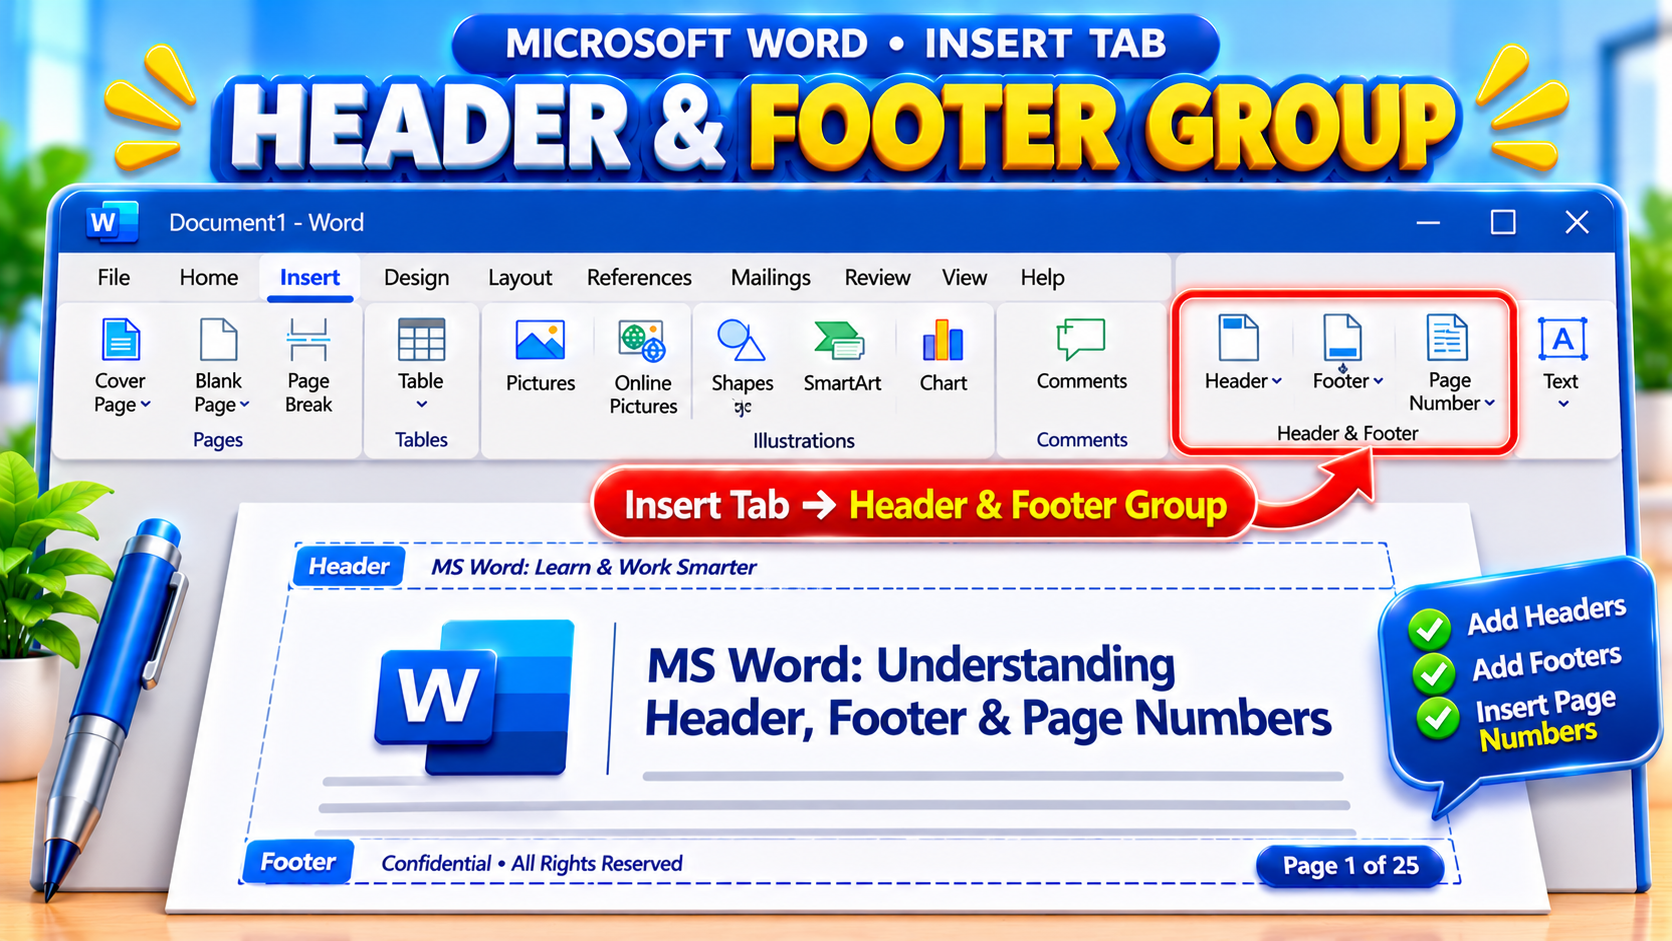 MICROSOFT WORD • INSERT TAB
HEADER & FOOTER GROUP
W Document1 - Word
File Home Insert Design Layout References Mailings Review View Help
Cover Page
Blank Page
Page Break
Pages
Table
Tables
Pictures
Online Pictures
Shapes
SmartArt
Chart
Illustrations
Comments
Comments
Header
Footer
Page Number
Header & Footer
A
Text
Insert Tab → Header & Footer Group
Header MS Word: Learn & Work Smarter
W
MS Word: Understanding
Header, Footer & Page Numbers
Add Headers
Add Footers
Insert Page
Numbers
Footer Confidential • All Rights Reserved Page 1 of 25